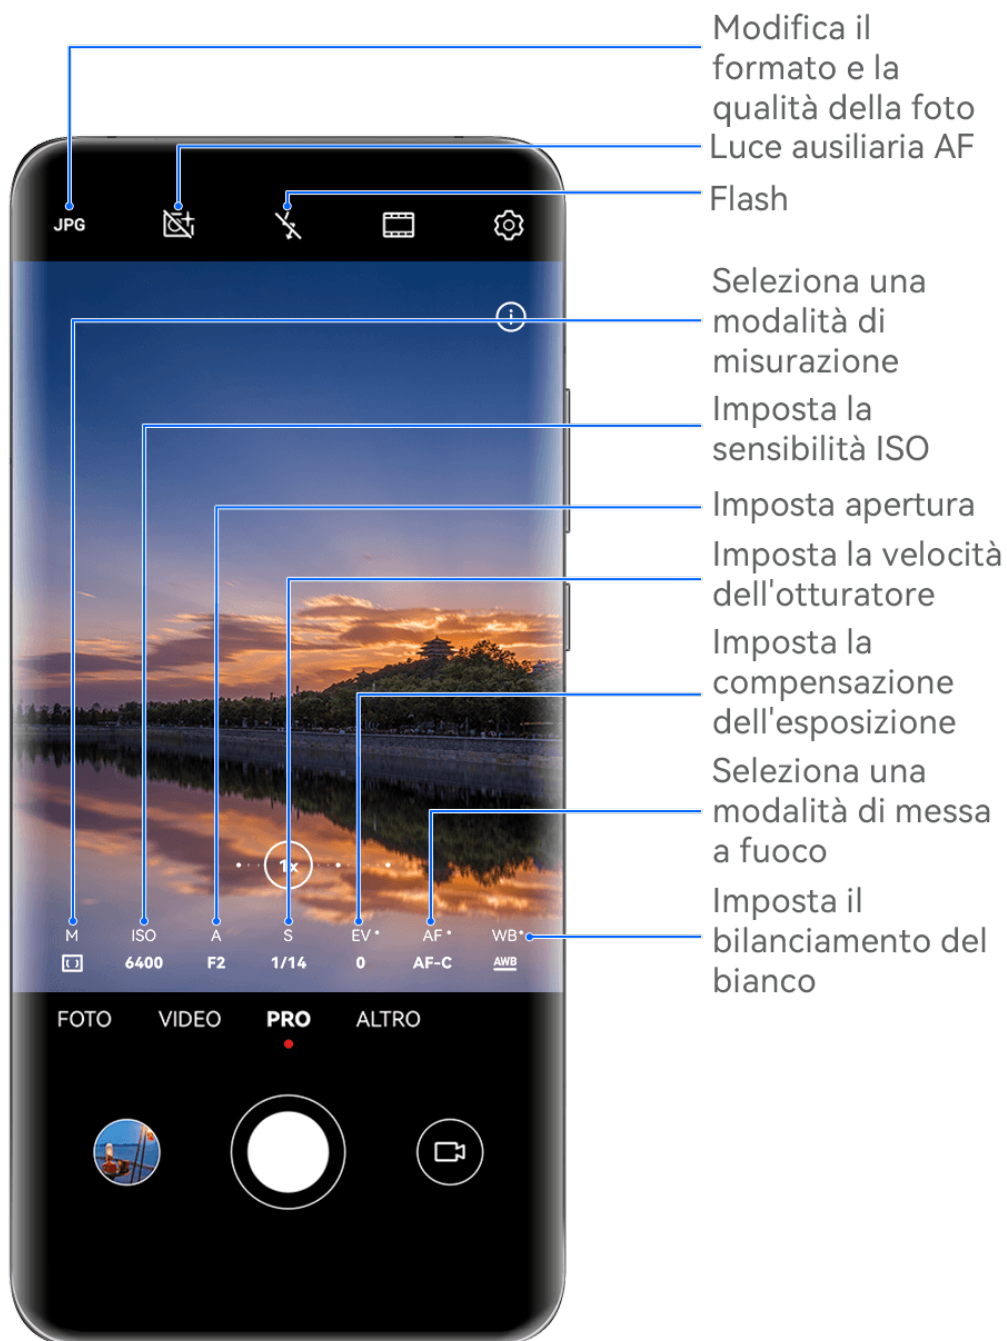 Modifica il
formato e la
qualità della foto
Luce ausiliaria AF
Flash
JPG
Seleziona una
modalità di
misurazione
Imposta la
sensibilità ISO
Imposta apertura
Imposta la velocità
dell'otturatore
Imposta la
compensazione
dell'esposizione
Seleziona una
modalità di messa
a fuoco
Imposta il
bilanciamento del
bianco
1x
M ISO A S EV AF WB
6400 F2 1/14 0 AF-C AWB
FOTO VIDEO PRO ALTRO